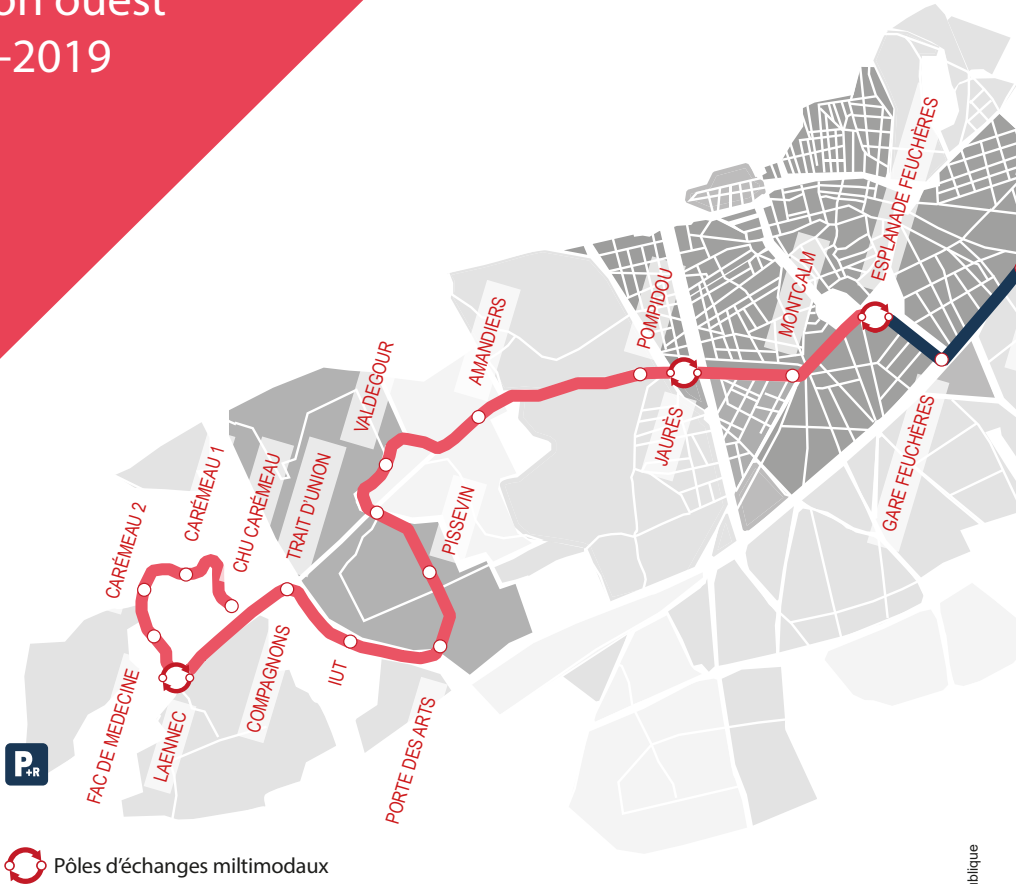 on ouest
-2019
ESPLANADE FEUCHÈRES
MONTCALM
POMPIDOU
JAURÈS
GARE FEUCHÈRES
AMANDIERS
VALDEGOUR
PISSEVIN
TRAIT D'UNION
CHU CARÉMEAU
CARÉMEAU 1
CARÉMEAU 2
FAC DE MEDECINE
LAENNEC
COMPAGNONS
IUT
PORTE DES ARTS
P+R
Pôles d'échanges miltimodaux
blique